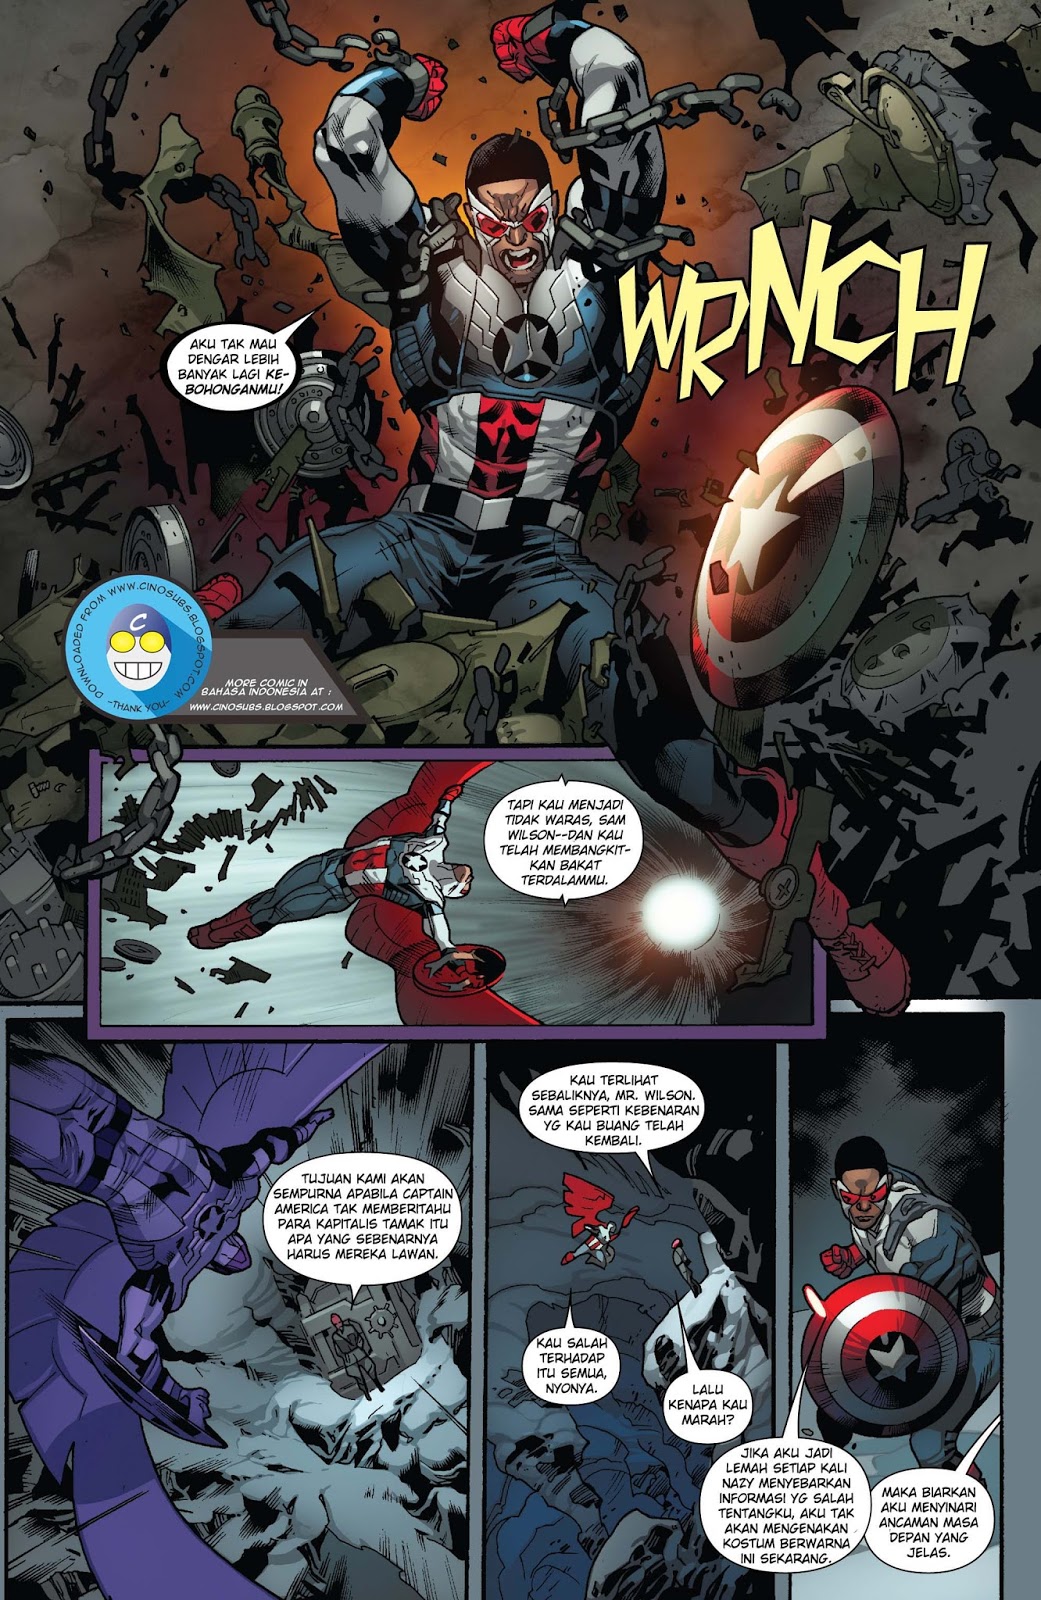 AKU TAK MAU
DENGAR LEBIH
BANYAK LAGI KE-
BOHONGANMU!
WRNCH
DOWNLOADED FROM WWW.CINOSUBS.BLOGSPOT.COM
C
-THANK YOU-
MORE COMIC IN
BAHASA INDONESIA AT :
WWW.CINOSUBS.BLOGSPOT.COM
TAPI KAU MENJADI
TIDAK WARAS, SAM
WILSON--DAN KAU
TELAH MEMBANGKIT-
KAN BAKAT
TERDALAMMU.
TUJUAN KAMI AKAN
SEMPURNA APABILA CAPTAIN
AMERICA TAK MEMBERITAHU
PARA KAPITALIS TAMAK ITU
APA YANG SEBENARNYA
HARUS MEREKA LAWAN.
KAU TERLIHAT
SEBALIKNYA, MR. WILSON.
SAMA SEPERTI KEBENARAN
YG KAU BUANG TELAH
KEMBALI.
KAU SALAH
TERHADAP
ITU SEMUA,
NYONYA.
LALU
KENAPA KAU
MARAH?
JIKA AKU JADI
LEMAH SETIAP KALI
NAZY MENYEBARKAN
INFORMASI YG SALAH
TENTANGKU, AKU TAK
AKAN MENGENAKAN
KOSTUM BERWARNA
INI SEKARANG.
MAKA BIARKAN
AKU MENYINARI
ANCAMAN MASA
DEPAN YANG
JELAS.